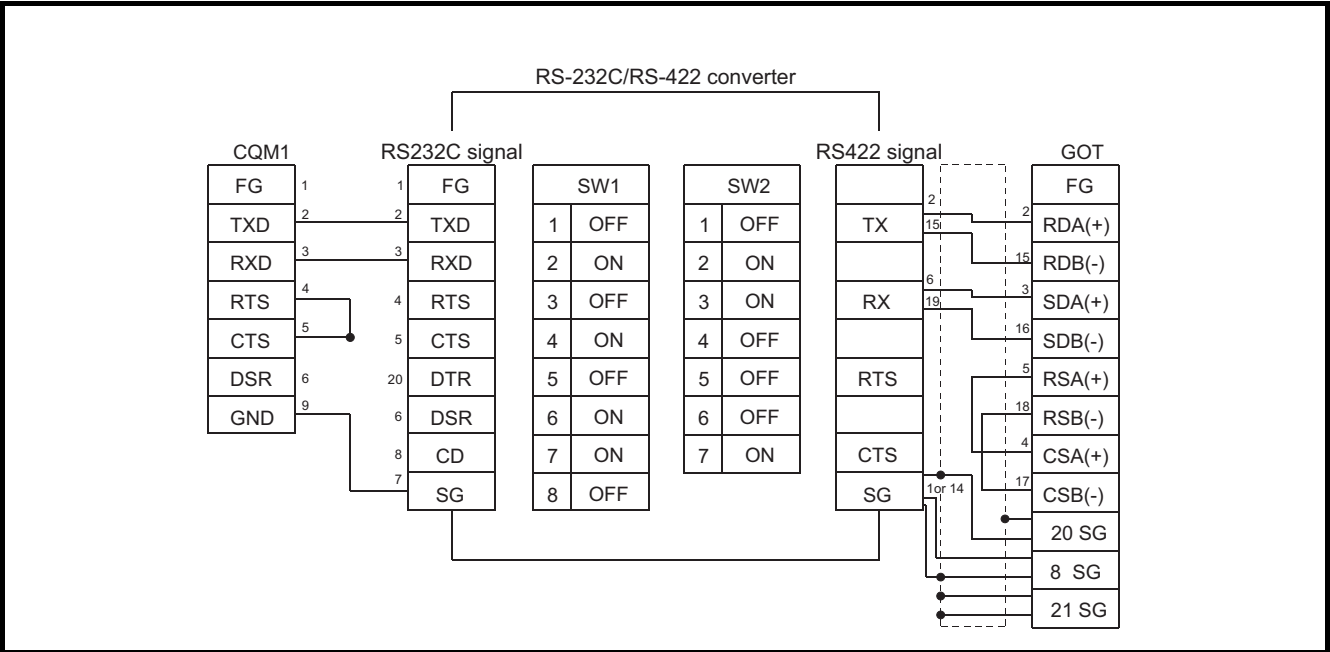 RS-232C/RS-422 converter
CQM1
FG 1
TXD 2
RXD 3
RTS 4
CTS 5
DSR 6
GND 9
RS232C signal
1 FG
2 TXD
3 RXD
4 RTS
5 CTS
20 DTR
6 DSR
8 CD
7 SG
SW1
1 OFF
2 ON
3 OFF
4 ON
5 OFF
6 ON
7 ON
8 OFF
SW2
1 OFF
2 ON
3 ON
4 OFF
5 OFF
6 OFF
7 ON
RS422 signal
2
TX 15
6
RX 19
RTS
CTS
SG 1or 14
GOT
FG
2 RDA(+)
15 RDB(-)
3 SDA(+)
16 SDB(-)
5 RSA(+)
18 RSB(-)
4 CSA(+)
17 CSB(-)
20 SG
8 SG
21 SG